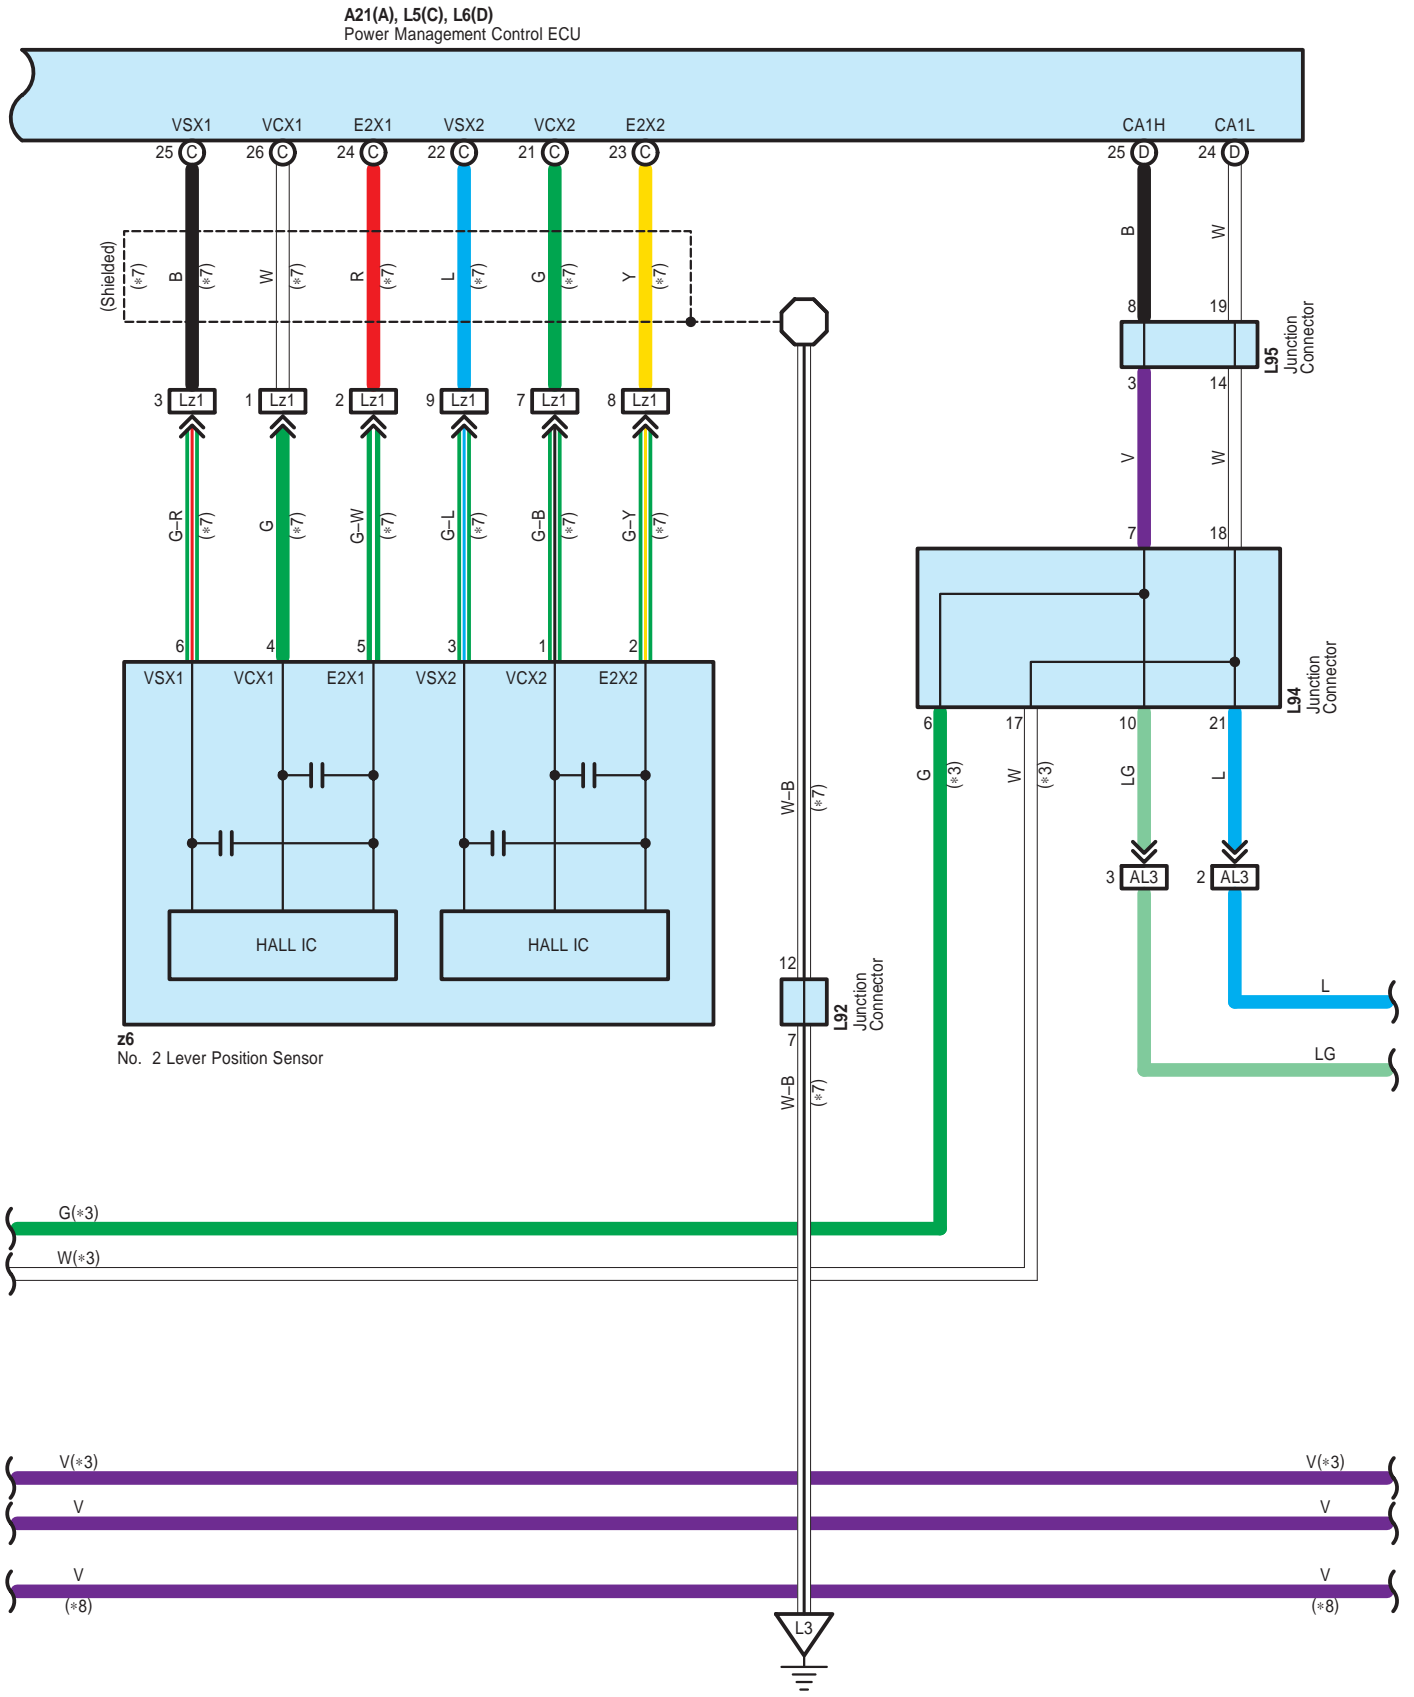 A21(A), L5(C), L6(D)
Power Management Control ECU
VSX1 VCX1 E2X1 VSX2 VCX2 E2X2 CA1H CA1L
25 C 26 C 24 C 22 C 21 C 23 C 25 D 24 D
(Shielded)
(*7)
B (*7) W (*7) R (*7) L (*7) G (*7) Y (*7)
B W
8 19
L95
Junction
Connector
3 14
3 Lz1 1 Lz1 2 Lz1 9 Lz1 7 Lz1 8 Lz1
V W
G–R (*7) G (*7) G–W (*7) G–L (*7) G–B (*7) G–Y (*7)
7 18
6 4 5 3 1 2
VSX1 VCX1 E2X1 VSX2 VCX2 E2X2
L94
Junction
Connector
6 17 10 21
G (*3) W (*3) LG L
W–B (*7)
3 AL3 2 AL3
HALL IC HALL IC
12
L92
Junction
Connector
7
L
z6
No. 2 Lever Position Sensor
LG
W–B (*7)
G(*3)
W(*3)
V(*3) V(*3)
V V
V V
(*8) (*8)
L3